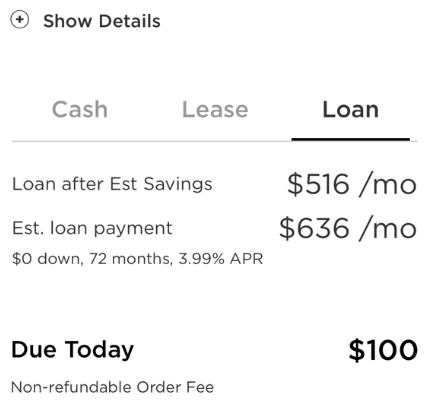 Show Details
Cash Lease Loan
Loan after Est Savings $516 /mo
Est. loan payment $636 /mo
$0 down, 72 months, 3.99% APR
Due Today $100
Non-refundable Order Fee